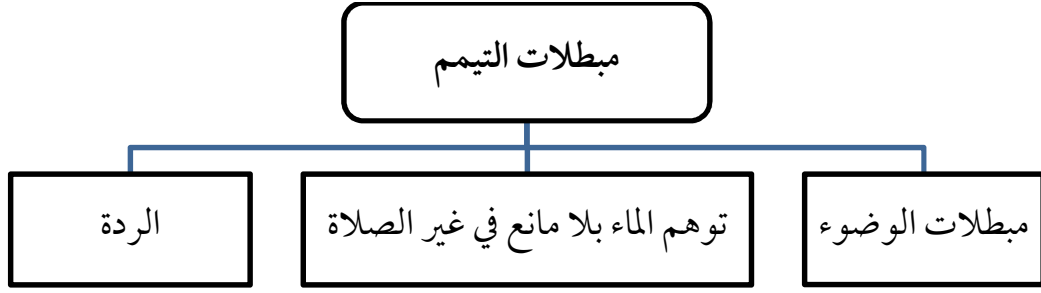 مبطلات التيمم
مبطلات الوضوء
توهم الماء بلا مانع في غير الصلاة
الردة